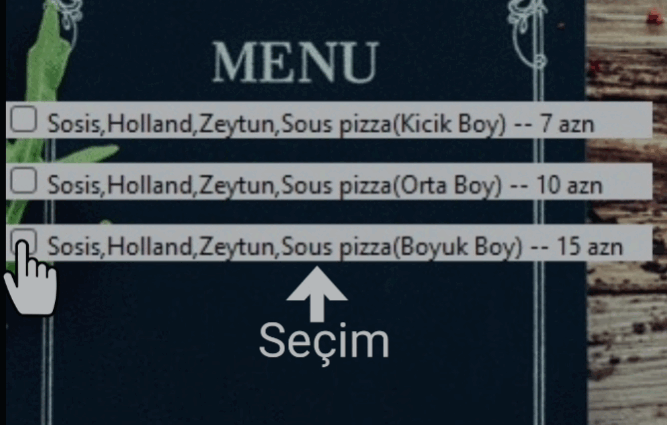 MENU
Sosis,Holland,Zeytun,Sous pizza(Kicik Boy) -- 7 azn
Sosis,Holland,Zeytun,Sous pizza(Orta Boy) -- 10 azn
Sosis,Holland,Zeytun,Sous pizza(Boyuk Boy) -- 15 azn
Seçim